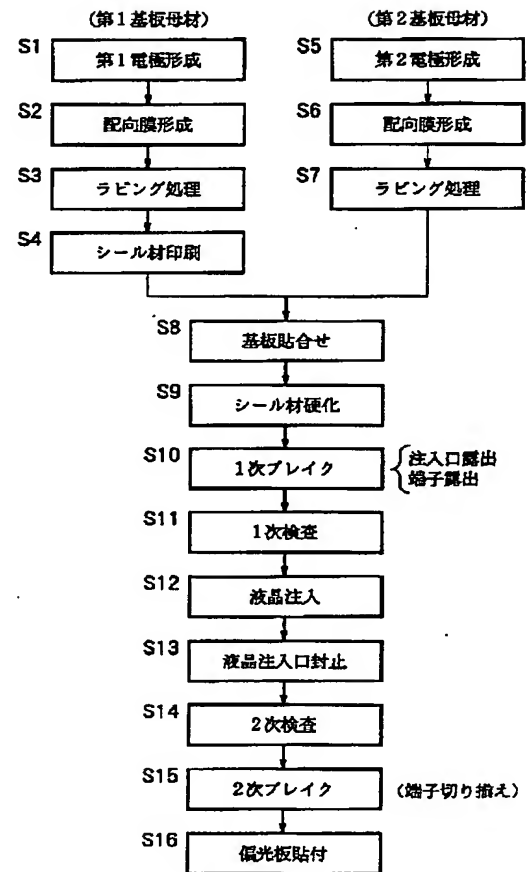 (第1基板母材)
S1 第1電極形成
S2 配向膜形成
S3 ラビング処理
S4 シール材印刷
(第2基板母材)
S5 第2電極形成
S6 配向膜形成
S7 ラビング処理
S8 基板貼合せ
S9 シール材硬化
S10 1次ブレイク
注入口露出
端子露出
S11 1次検査
S12 液晶注入
S13 液晶注入口封止
S14 2次検査
S15 2次ブレイク (端子切り揃え)
S16 偏光板貼付